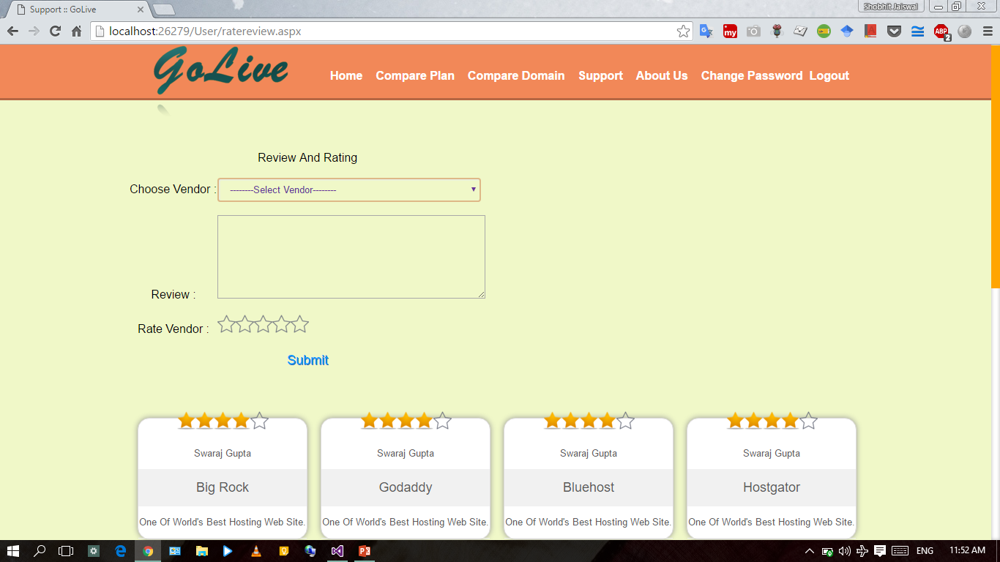 Support :: GoLive
Shobhit Jaiswal
localhost:26279/User/ratereview.aspx
my
ABP
2
GoLive
Home Compare Plan Compare Domain Support About Us Change Password Logout
Review And Rating
Choose Vendor :
--------Select Vendor--------
Review :
Rate Vendor :
Submit
Swaraj Gupta Swaraj Gupta Swaraj Gupta Swaraj Gupta
Big Rock Godaddy Bluehost Hostgator
One Of World's Best Hosting Web Site. One Of World's Best Hosting Web Site. One Of World's Best Hosting Web Site. One Of World's Best Hosting Web Site.
ENG 11:52 AM